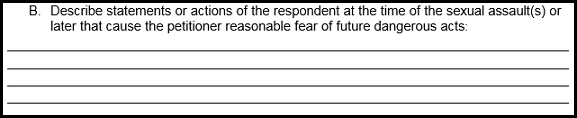 B. Describe statements or actions of the respondent at the time of the sexual assault(s) or
later that cause the petitioner reasonable fear of future dangerous acts: